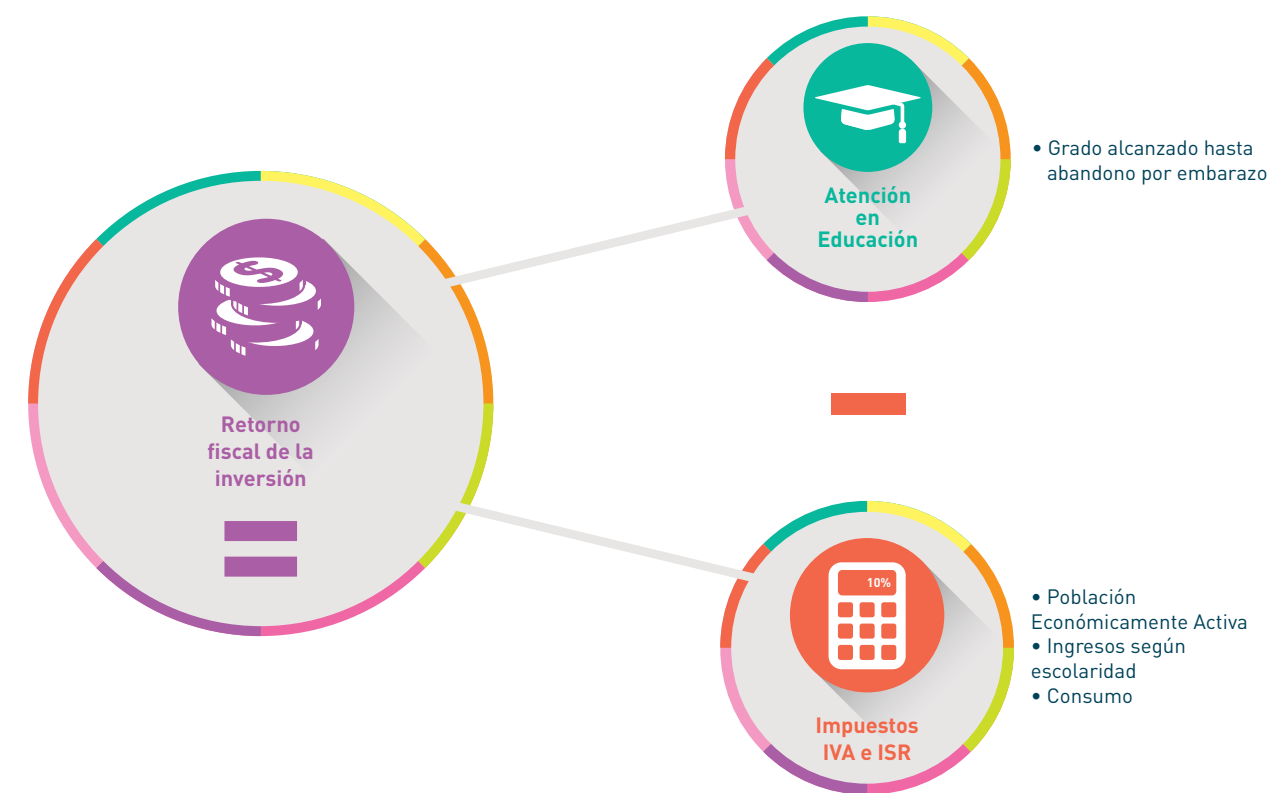 Retorno
fiscal de la
inversión
$
Atención
en
Educación
• Grado alcanzado hasta
abandono por embarazo
10%
Impuestos
IVA e ISR
• Población
Económicamente Activa
• Ingresos según
escolaridad
• Consumo